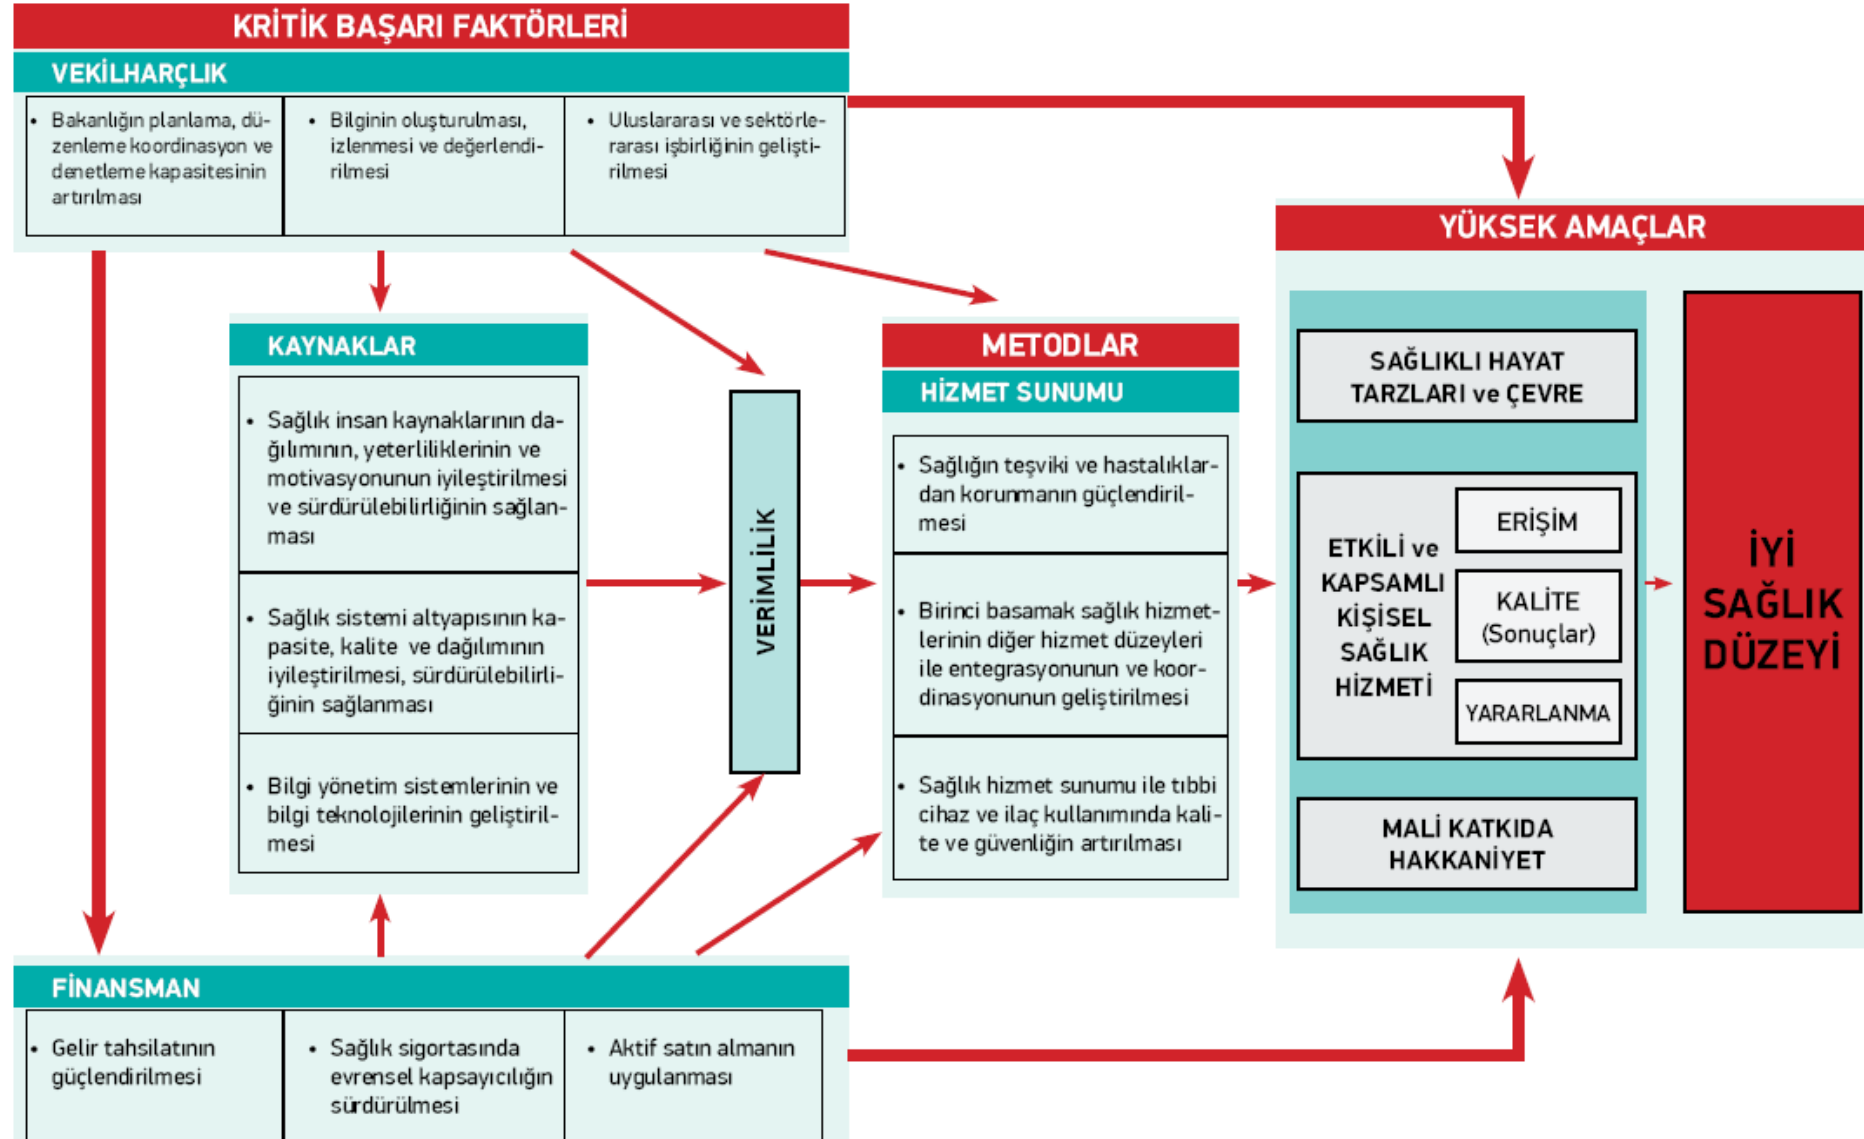 KRİTİK BAŞARI FAKTÖRLERİ
VEKİLHARÇLIK
• Bakanlığın planlama, dü-
zenleme koordinasyon ve
denetleme kapasitesinin
artırılması
• Bilginin oluşturulması,
izlenmesi ve değerlendi-
rilmesi
• Uluslararası ve sektörle-
rarası işbirliğinin gelişti-
rilmesi
KAYNAKLAR
• Sağlık insan kaynaklarının da-
ğılımının, yeterliliklerinin ve
motivasyonunun iyileştirilmesi
ve sürdürülebilirliğinin sağlan-
ması
• Sağlık sistemi altyapısının ka-
pasite, kalite ve dağılımının
iyileştirilmesi, sürdürülebilirli-
ğinin sağlanması
• Bilgi yönetim sistemlerinin ve
bilgi teknolojilerinin geliştiril-
mesi
VERİMLİLİK
METODLAR
HİZMET SUNUMU
• Sağlığın teşviki ve hastalıklar-
dan korunmanın güçlendiril-
mesi
• Birinci basamak sağlık hizmet-
lerinin diğer hizmet düzeyleri
ile entegrasyonunun ve koor-
dinasyonunun geliştirilmesi
• Sağlık hizmet sunumu ile tıbbi
cihaz ve ilaç kullanımında kali-
te ve güvenliğin artırılması
YÜKSEK AMAÇLAR
SAĞLIKLI HAYAT
TARZLARI ve ÇEVRE
ETKİLİ ve
KAPSAMLI
KİŞİSEL
SAĞLIK
HİZMETİ
ERİŞİM
KALİTE
(Sonuçlar)
YARARLANMA
MALİ KATKIDA
HAKKANİYET
İYİ
SAĞLIK
DÜZEYİ
FİNANSMAN
• Gelir tahsilatının
güçlendirilmesi
• Sağlık sigortasında
evrensel kapsayıcılığın
sürdürülmesi
• Aktif satın almanın
uygulanması